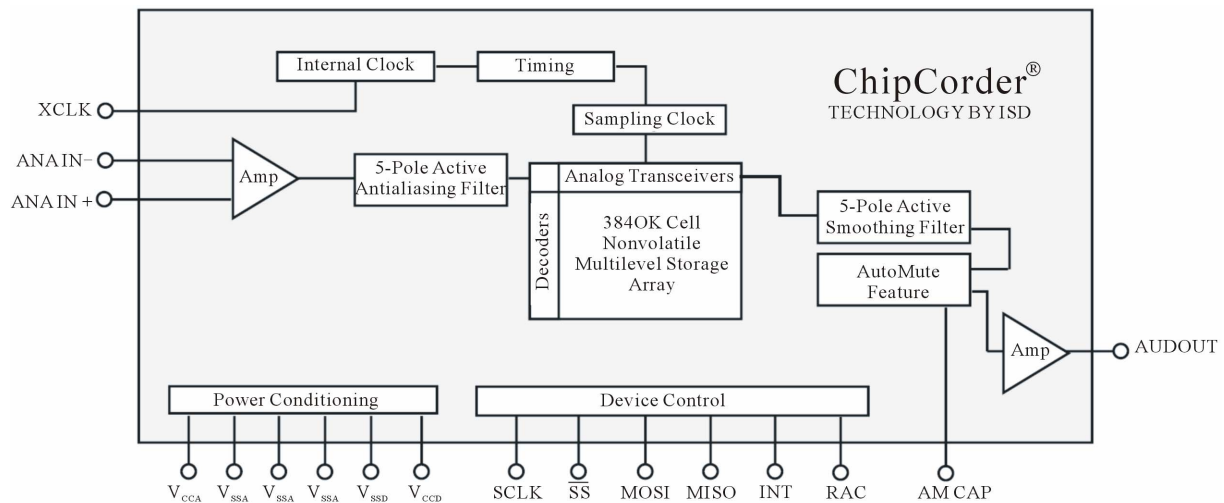 ChipCorder®
TECHNOLOGY BY ISD
Internal Clock
Timing
Sampling Clock
XCLK
ANA IN−
ANA IN +
Amp
5-Pole Active
Antialiasing Filter
Decoders
Analog Transceivers
384OK Cell
Nonvolatile
Multilevel Storage
Array
5-Pole Active
Smoothing Filter
AutoMute
Feature
Amp
AUDOUT
Power Conditioning
Device Control
VCCA
VSSA
VSSA
VSSA
VSSD
VCCD
SCLK
S̅S̅
MOSI
MISO
INT
RAC
AM CAP